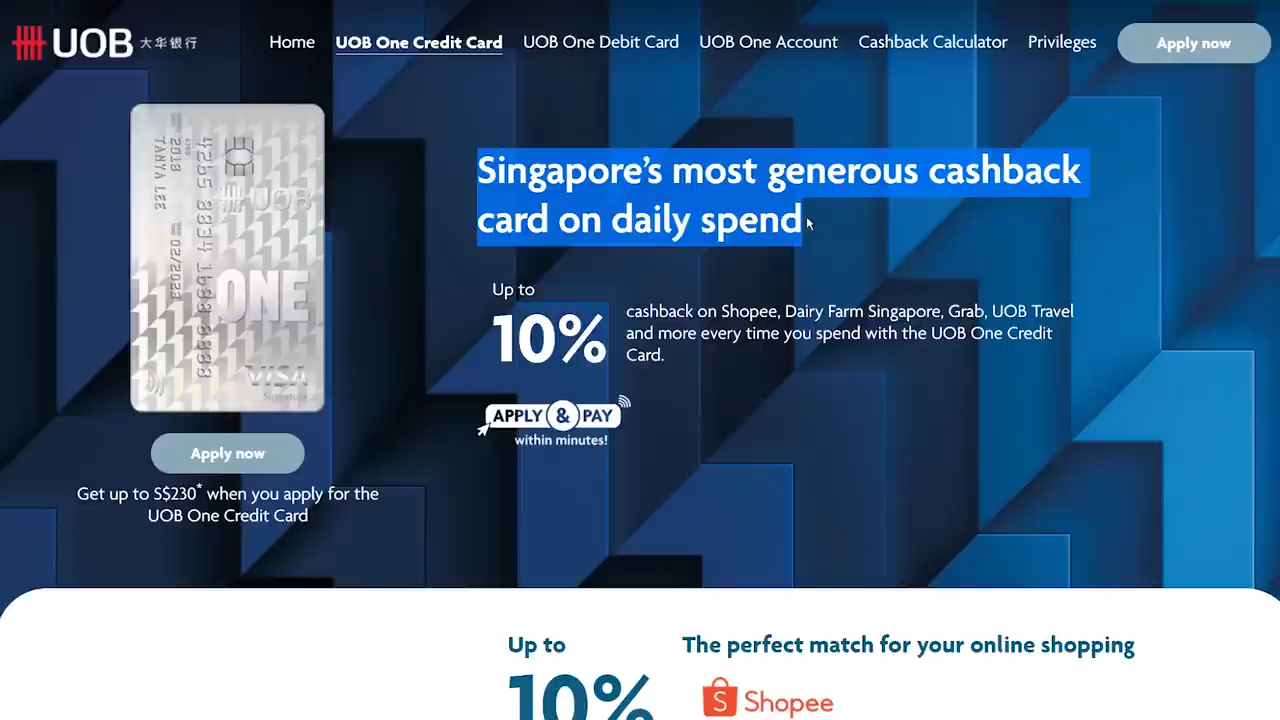 UOB 大华银行
Home
UOB One Credit Card
UOB One Debit Card
UOB One Account
Cashback Calculator
Privileges
Apply now
UOB
ONE
TANYA LEE
2018
VISA
Signature
Apply now
Get up to S$230* when you apply for the
UOB One Credit Card
Singapore's most generous cashback
card on daily spend
Up to
10%
cashback on Shopee, Dairy Farm Singapore, Grab, UOB Travel
and more every time you spend with the UOB One Credit
Card.
APPLY & PAY
within minutes!
Up to
10%
The perfect match for your online shopping
Shopee